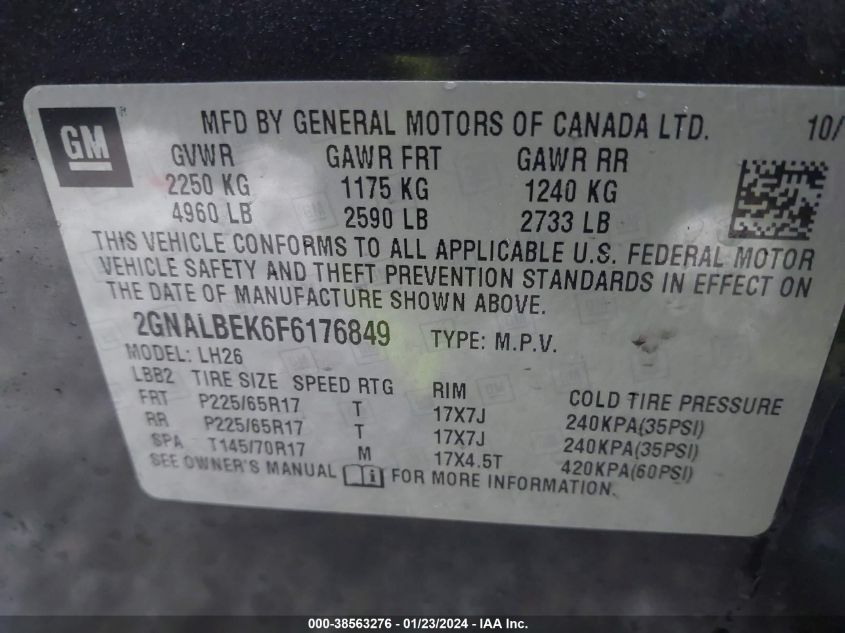 GM ® MFD BY GENERAL MOTORS OF CANADA LTD. 10/
GVWR GAWR FRT GAWR RR
2250 KG 1175 KG 1240 KG
4960 LB 2590 LB 2733 LB
THIS VEHICLE CONFORMS TO ALL APPLICABLE U.S. FEDERAL MOTOR
VEHICLE SAFETY AND THEFT PREVENTION STANDARDS IN EFFECT ON
THE DATE OF MANUFACTURE SHOWN ABOVE.
2GNALBEK6F6176849 TYPE: M.P.V.
MODEL: LH26
LBB2 TIRE SIZE SPEED RTG RIM COLD TIRE PRESSURE
FRT P225/65R17 T 17X7J 240KPA(35PSI)
RR P225/65R17 T 17X7J 240KPA(35PSI)
SPA T145/70R17 M 17X4.5T 420KPA(60PSI)
SEE OWNER'S MANUAL i FOR MORE INFORMATION.
000-38563276 - 01/23/2024 - IAA Inc.